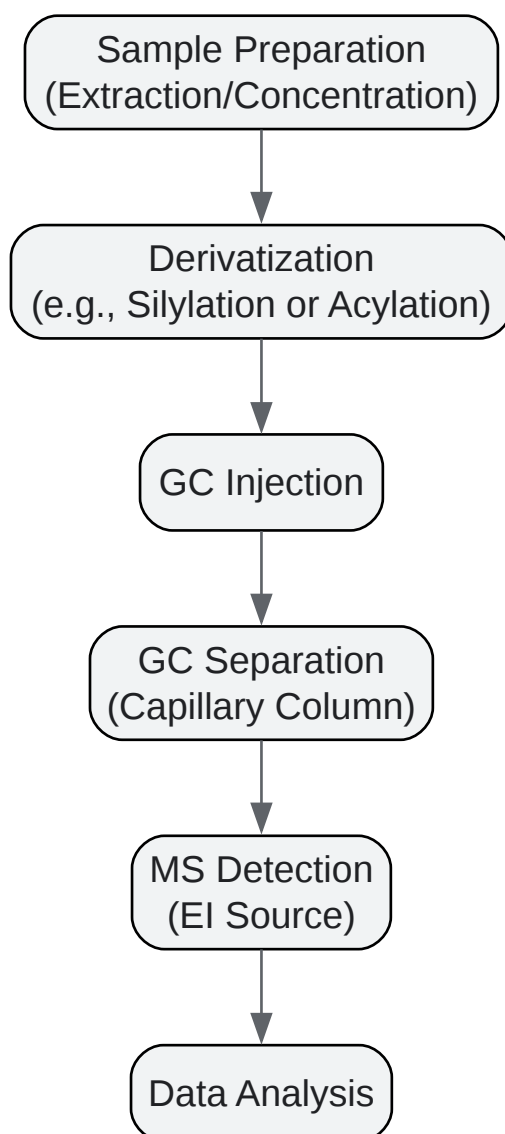 Sample Preparation
(Extraction/Concentration)
Derivatization
(e.g., Silylation or Acylation)
GC Injection
GC Separation
(Capillary Column)
MS Detection
(EI Source)
Data Analysis